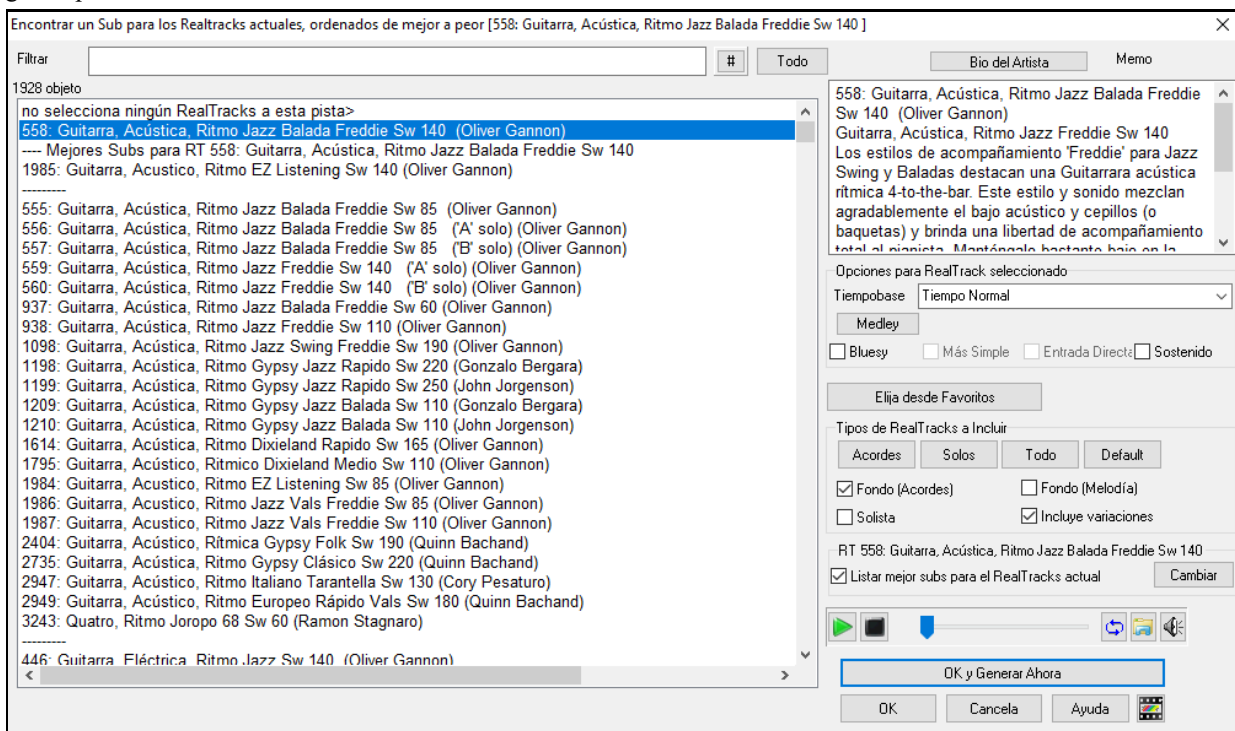 Encontrar un Sub para los Realtracks actuales, ordenados de mejor a peor [558: Guitarra, Acústica, Ritmo Jazz Balada Freddie Sw 140 ]
Filtrar
#
Todo
1928 objeto
no selecciona ningún RealTracks a esta pista>
558: Guitarra, Acústica, Ritmo Jazz Balada Freddie Sw 140 (Oliver Gannon)
---- Mejores Subs para RT 558: Guitarra, Acústica, Ritmo Jazz Balada Freddie Sw 140
1985: Guitarra, Acustico, Ritmo EZ Listening Sw 140 (Oliver Gannon)
---------
555: Guitarra, Acústica, Ritmo Jazz Balada Freddie Sw 85 (Oliver Gannon)
556: Guitarra, Acústica, Ritmo Jazz Balada Freddie Sw 85 ('A' solo) (Oliver Gannon)
557: Guitarra, Acústica, Ritmo Jazz Balada Freddie Sw 85 ('B' solo) (Oliver Gannon)
559: Guitarra, Acústica, Ritmo Jazz Freddie Sw 140 ('A' solo) (Oliver Gannon)
560: Guitarra, Acústica, Ritmo Jazz Freddie Sw 140 ('B' solo) (Oliver Gannon)
937: Guitarra, Acústica, Ritmo Jazz Balada Freddie Sw 60 (Oliver Gannon)
938: Guitarra, Acústica, Ritmo Jazz Freddie Sw 110 (Oliver Gannon)
1098: Guitarra, Acústica, Ritmo Jazz Swing Freddie Sw 190 (Oliver Gannon)
1198: Guitarra, Acústica, Ritmo Gypsy Jazz Rapido Sw 220 (Gonzalo Bergara)
1199: Guitarra, Acústica, Ritmo Gypsy Jazz Rapido Sw 250 (John Jorgenson)
1209: Guitarra, Acústica, Ritmo Gypsy Jazz Balada Sw 110 (Gonzalo Bergara)
1210: Guitarra, Acústica, Ritmo Gypsy Jazz Balada Sw 110 (John Jorgenson)
1614: Guitarra, Acústica, Ritmo Dixieland Rapido Sw 165 (Oliver Gannon)
1795: Guitarra, Acustico, Ritmico Dixieland Medio Sw 110 (Oliver Gannon)
1984: Guitarra, Acustico, Ritmo EZ Listening Sw 85 (Oliver Gannon)
1986: Guitarra, Acustico, Ritmo Jazz Vals Freddie Sw 85 (Oliver Gannon)
1987: Guitarra, Acustico, Ritmo Jazz Vals Freddie Sw 110 (Oliver Gannon)
2404: Guitarra, Acustico, Rítmica Gypsy Folk Sw 190 (Quinn Bachand)
2735: Guitarra, Acústico, Ritmo Gypsy Clásico Sw 220 (Quinn Bachand)
2947: Guitarra, Acústico, Ritmo Italiano Tarantella Sw 130 (Cory Pesaturo)
2949: Guitarra, Acústico, Ritmo Europeo Rápido Vals Sw 180 (Quinn Bachand)
3243: Quatro, Ritmo Joropo 68 Sw 60 (Ramon Stagnaro)
---------
446: Guitarra, Eléctrica, Ritmo Jazz Sw 140 (Oliver Gannon)
Bio del Artista
Memo
558: Guitarra, Acústica, Ritmo Jazz Balada Freddie
Sw 140 (Oliver Gannon)
Guitarra, Acústica, Ritmo Jazz Freddie Sw 140
Los estilos de acompañamiento 'Freddie' para Jazz
Swing y Baladas destacan una Guitarrara acústica
rítmica 4-to-the-bar. Este estilo y sonido mezclan
agradablemente el bajo acústico y cepillos (o
baquetas) y brinda una libertad de acompañamiento
total al pianista. Manténgalo bastante bajo en la
Opciones para RealTrack seleccionado
Tiempobase
Tiempo Normal
Medley
Bluesy
Más Simple
Entrada Directa
Sostenido
Elija desde Favoritos
Tipos de RealTracks a Incluir
Acordes
Solos
Todo
Default
Fondo (Acordes)
Fondo (Melodía)
Solista
Incluye variaciones
RT 558: Guitarra, Acústica, Ritmo Jazz Balada Freddie Sw 140
Listar mejor subs para el RealTracks actual
Cambiar
OK y Generar Ahora
OK
Cancela
Ayuda